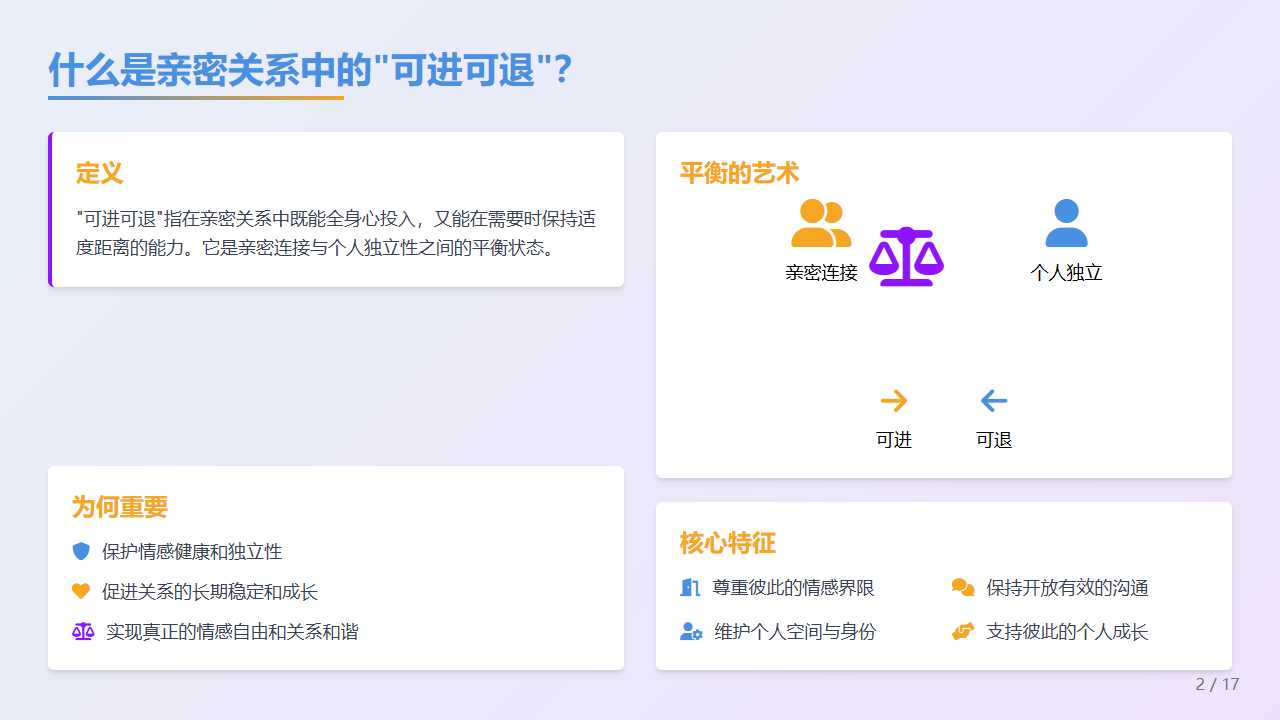 什么是亲密关系中的"可进可退"？
定义
"可进可退"指在亲密关系中既能全身心投入，又能在需要时保持适
度距离的能力。它是亲密连接与个人独立性之间的平衡状态。
为何重要
保护情感健康和独立性
促进关系的长期稳定和成长
实现真正的情感自由和关系和谐
平衡的艺术
亲密连接
个人独立
可进
可退
核心特征
尊重彼此的情感界限
保持开放有效的沟通
维护个人空间与身份
支持彼此的个人成长
2 / 17